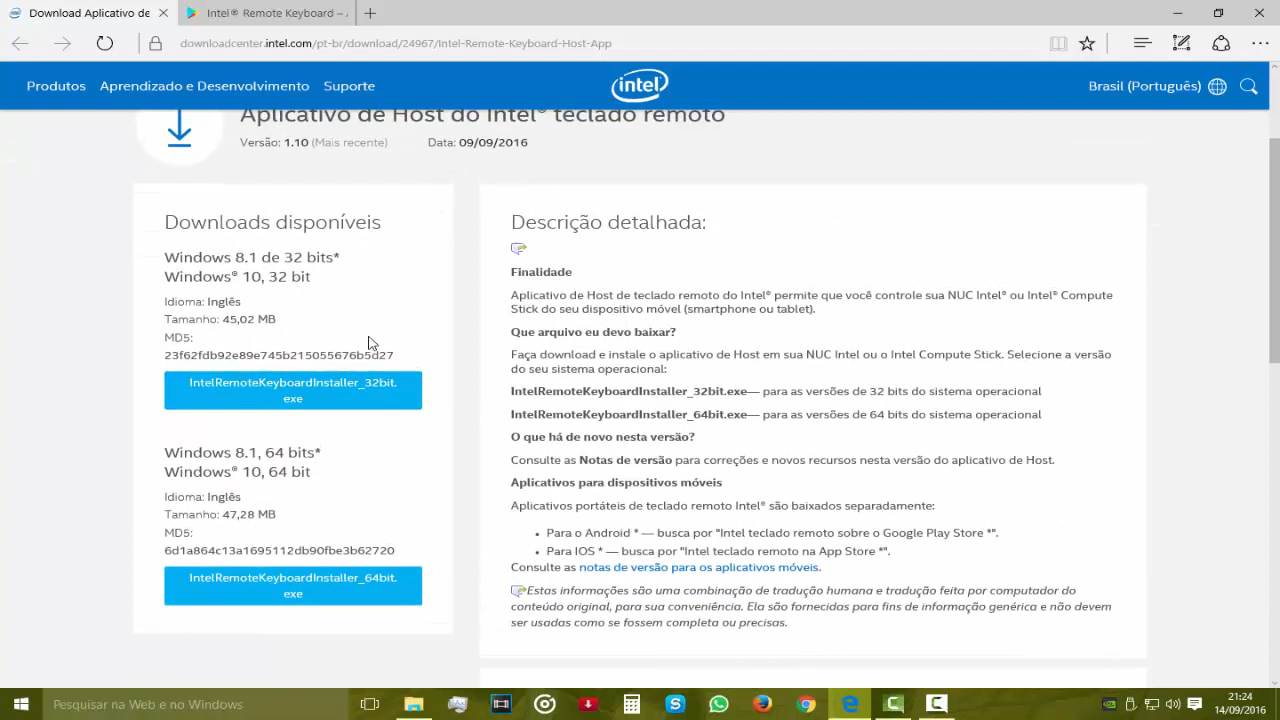 Download Aplicativo de
Intel® Remote Keyboard –
downloadcenter.intel.com/pt-br/download/24967/Intel-Remote-Keyboard-Host-App
Produtos
Aprendizado e Desenvolvimento
Suporte
intel
Brasil (Português)
Aplicativo de Host do Intel® teclado remoto
Versão: 1.10 (Mais recente)
Data: 09/09/2016
Downloads disponíveis
Windows 8.1 de 32 bits*
Windows® 10, 32 bit
Idioma: Inglês
Tamanho: 45,02 MB
MD5:
23f62fdb92e89e745b215055676b5d27
IntelRemoteKeyboardInstaller_32bit.
exe
Windows 8.1, 64 bits*
Windows® 10, 64 bit
Idioma: Inglês
Tamanho: 47,28 MB
MD5:
6d1a864c13a1695112db90fbe3b62720
IntelRemoteKeyboardInstaller_64bit.
exe
Descrição detalhada:
Finalidade
Aplicativo de Host de teclado remoto do Intel® permite que você controle sua NUC Intel® ou Intel® Compute
Stick do seu dispositivo móvel (smartphone ou tablet).
Que arquivo eu devo baixar?
Faça download e instale o aplicativo de Host em sua NUC Intel ou o Intel Compute Stick. Selecione a versão
do seu sistema operacional:
IntelRemoteKeyboardInstaller_32bit.exe— para as versões de 32 bits do sistema operacional
IntelRemoteKeyboardInstaller_64bit.exe— para as versões de 64 bits do sistema operacional
O que há de novo nesta versão?
Consulte as Notas de versão para correções e novos recursos nesta versão do aplicativo de Host.
Aplicativos para dispositivos móveis
Aplicativos portáteis de teclado remoto Intel® são baixados separadamente:
• Para o Android * — busca por "Intel teclado remoto sobre o Google Play Store *".
• Para IOS * — busca por "Intel teclado remoto na App Store *".
Consulte as notas de versão para os aplicativos móveis.
Estas informações são uma combinação de tradução humana e tradução feita por computador do
conteúdo original, para sua conveniência. Ela são fornecidas para fins de informação genérica e não devem
ser usadas como se fossem completa ou precisas.
Pesquisar na Web e no Windows
21:24
14/09/2016